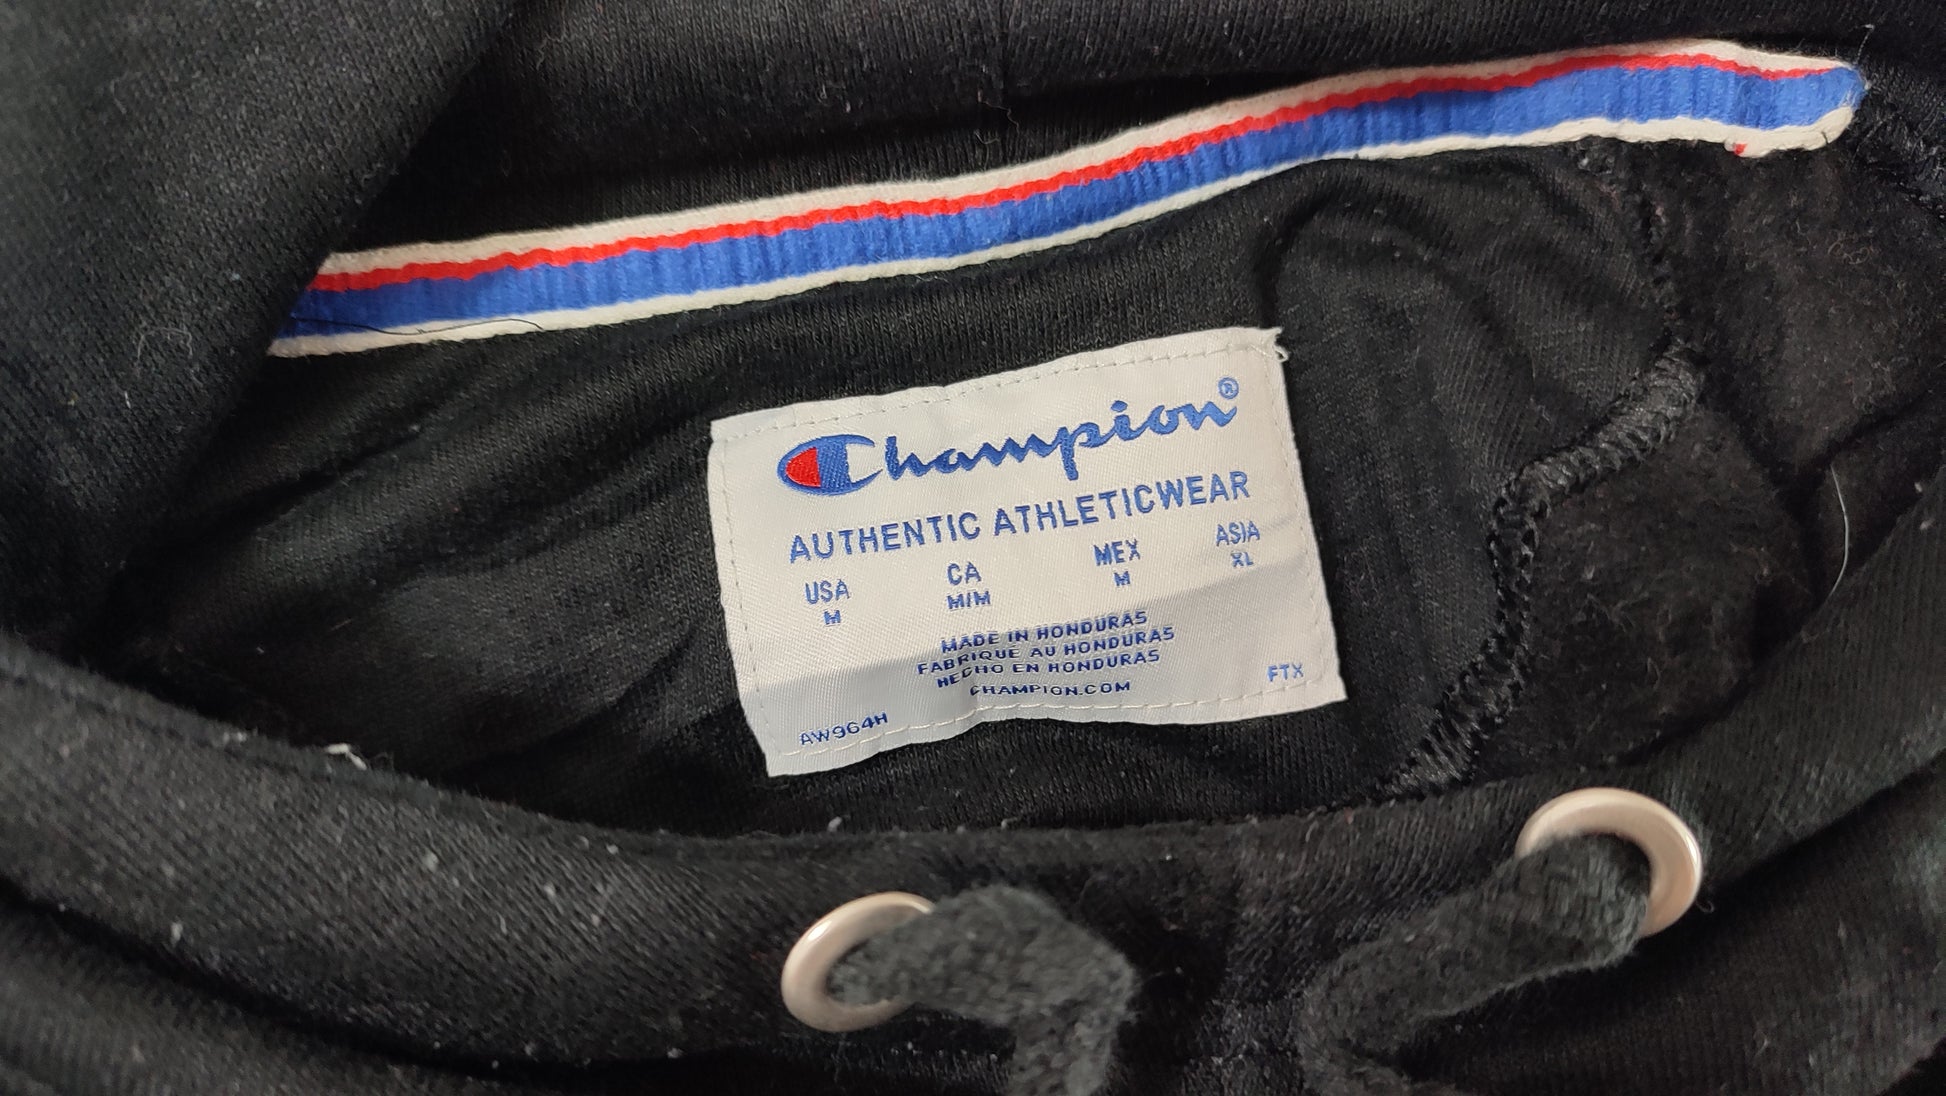 Champion®
AUTHENTIC ATHLETICWEAR
USA CA MEX ASIA
M M/M M XL
MADE IN HONDURAS
FABRIQUE AU HONDURAS
HECHO EN HONDURAS
CHAMPION.COM
AW964H FTX